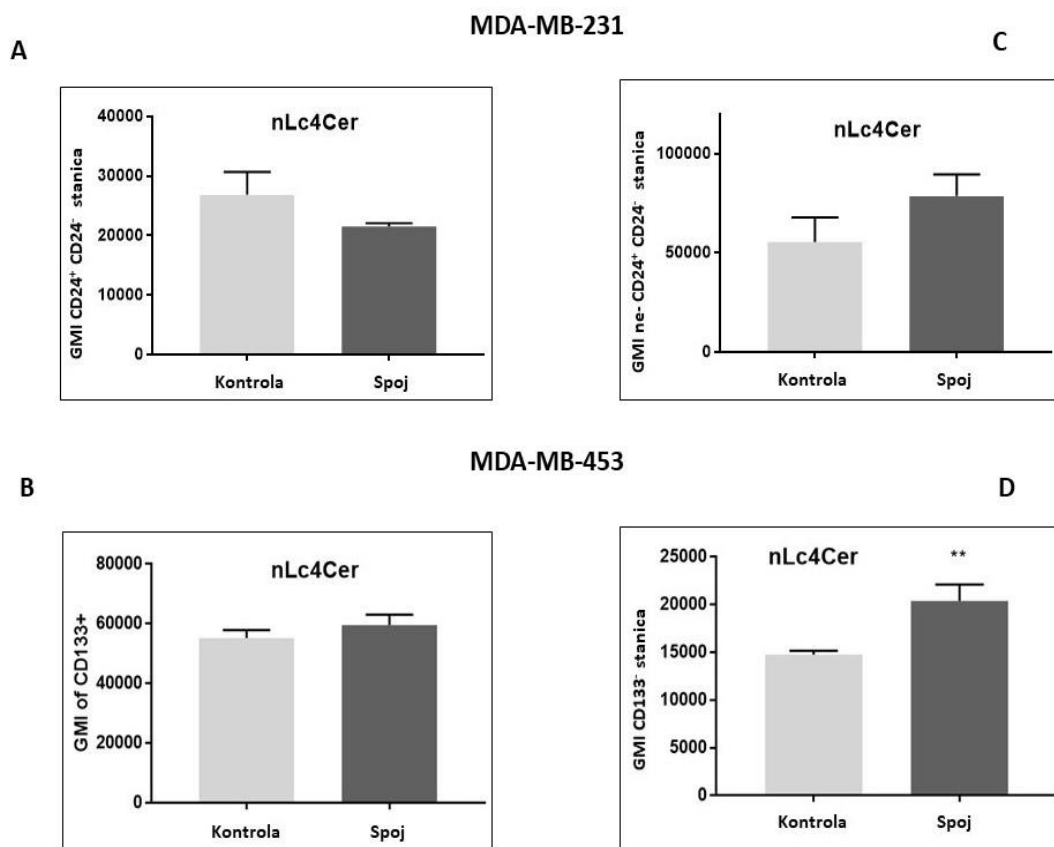 MDA-MB-231
A
C
nLc4Cer
GMI CD24⁺ CD24⁻ stanica
40000
30000
20000
10000
0
Kontrola
Spoj
nLc4Cer
GMI ne- CD24⁺ CD24⁻ stanica
100000
50000
0
Kontrola
Spoj
MDA-MB-453
B
D
nLc4Cer
GMI of CD133+
80000
60000
40000
20000
0
Kontrola
Spoj
nLc4Cer
**
GMI CD133⁻ stanica
25000
20000
15000
10000
5000
0
Kontrola
Spoj